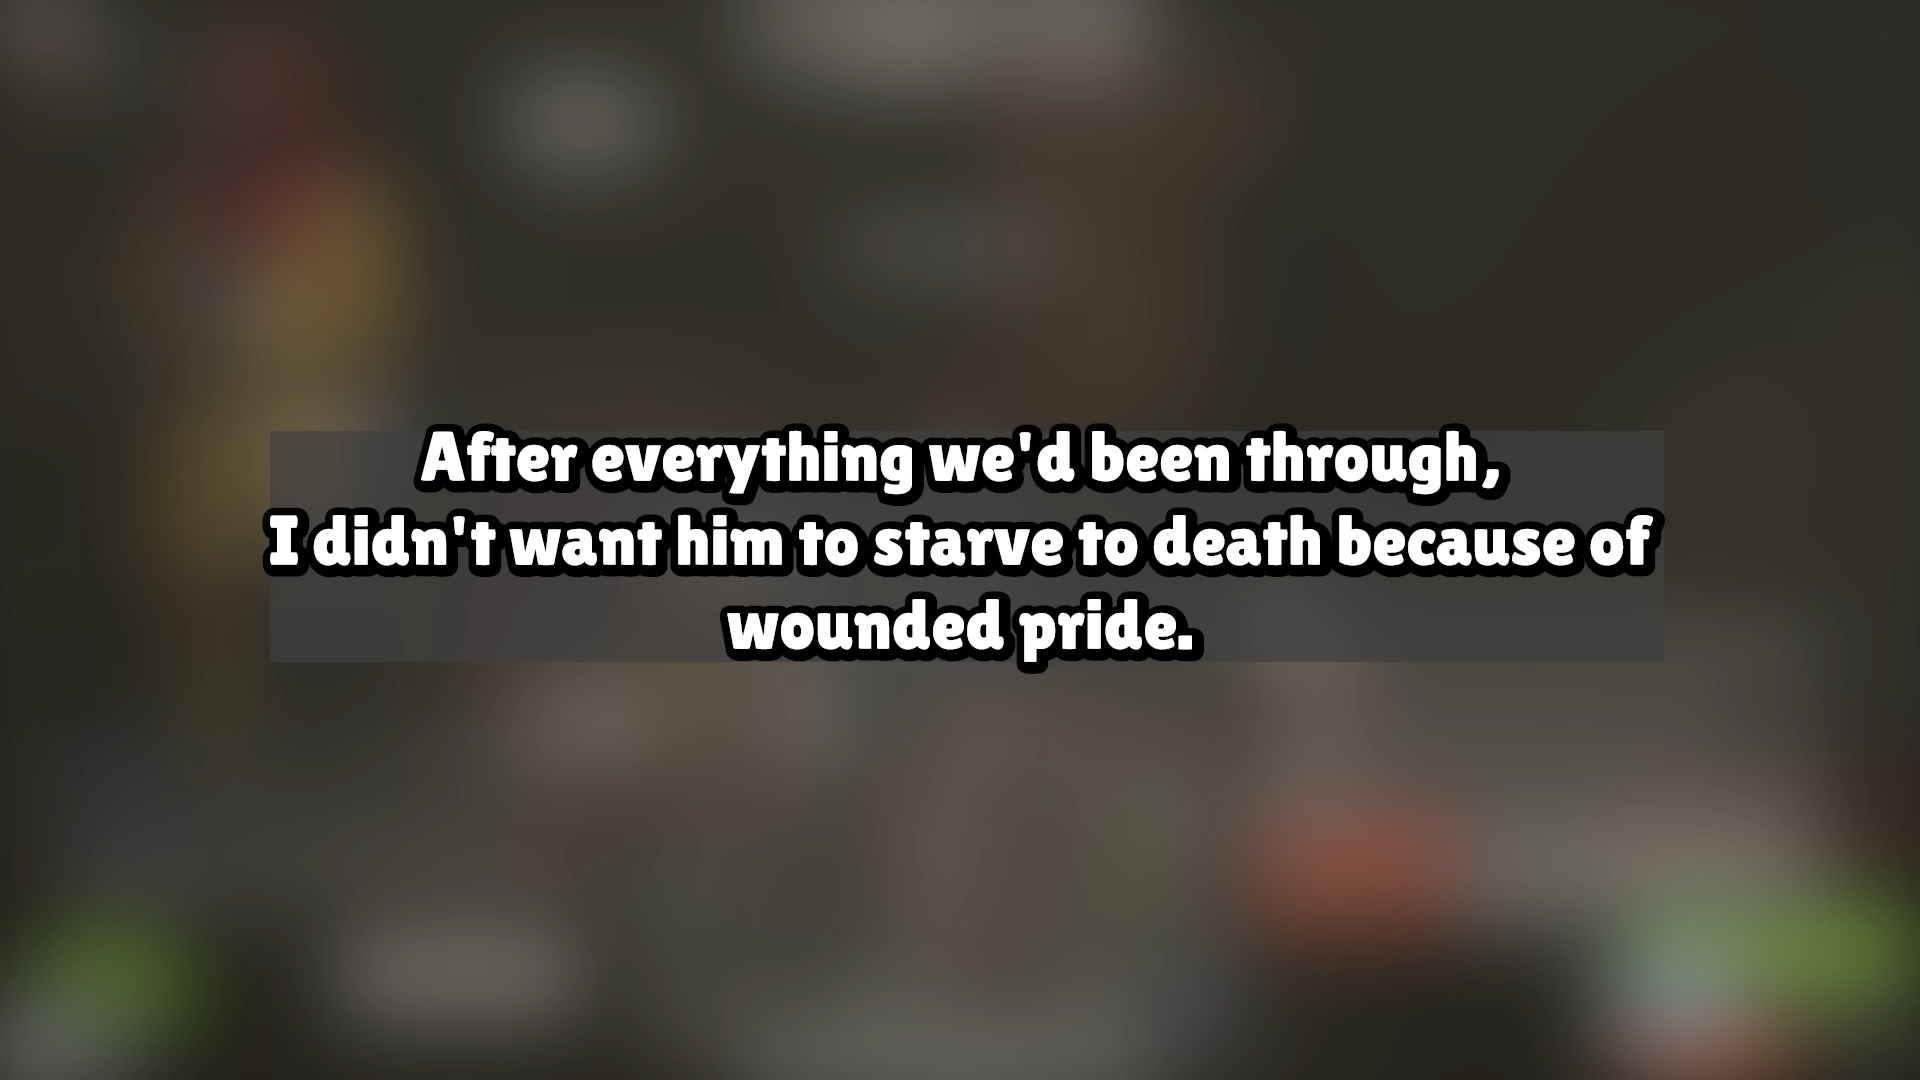 After everything we'd been through,
I didn't want him to starve to death because of
wounded pride.